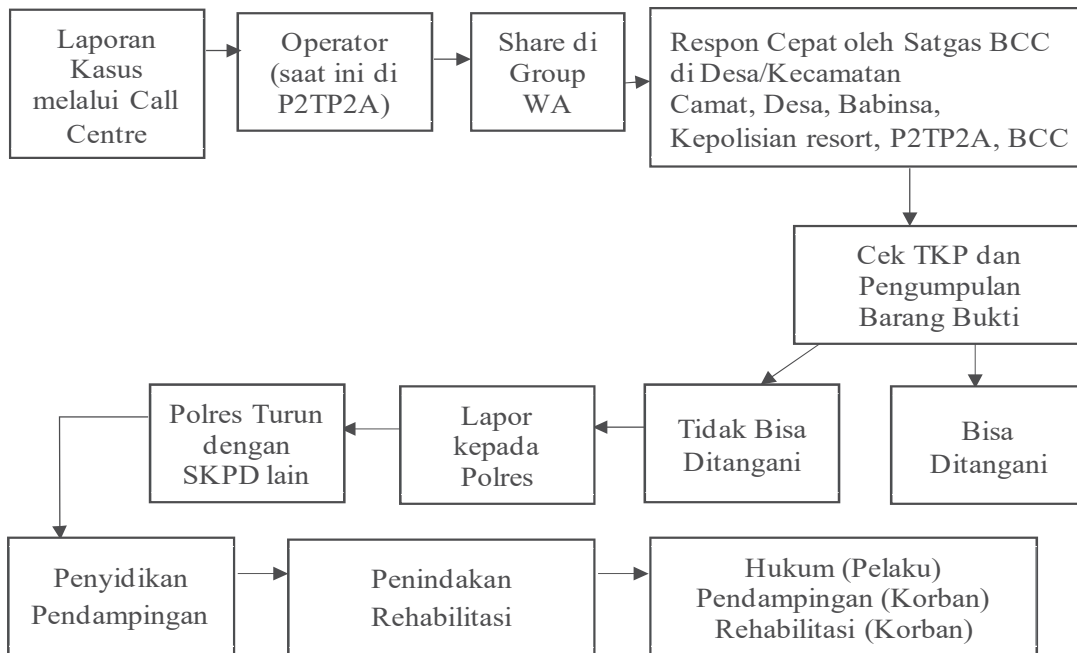 Laporan
Kasus
melalui Call
Centre
Operator
(saat ini di
P2TP2A)
Share di
Group
WA
Respon Cepat oleh Satgas BCC
di Desa/Kecamatan
Camat, Desa, Babinsa,
Kepolisian resort, P2TP2A, BCC
Cek TKP dan
Pengumpulan
Barang Bukti
Bisa
Ditangani
Tidak Bisa
Ditangani
Lapor
kepada
Polres
Polres Turun
dengan
SKPD lain
Penyidikan
Pendampingan
Penindakan
Rehabilitasi
Hukum (Pelaku)
Pendampingan (Korban)
Rehabilitasi (Korban)